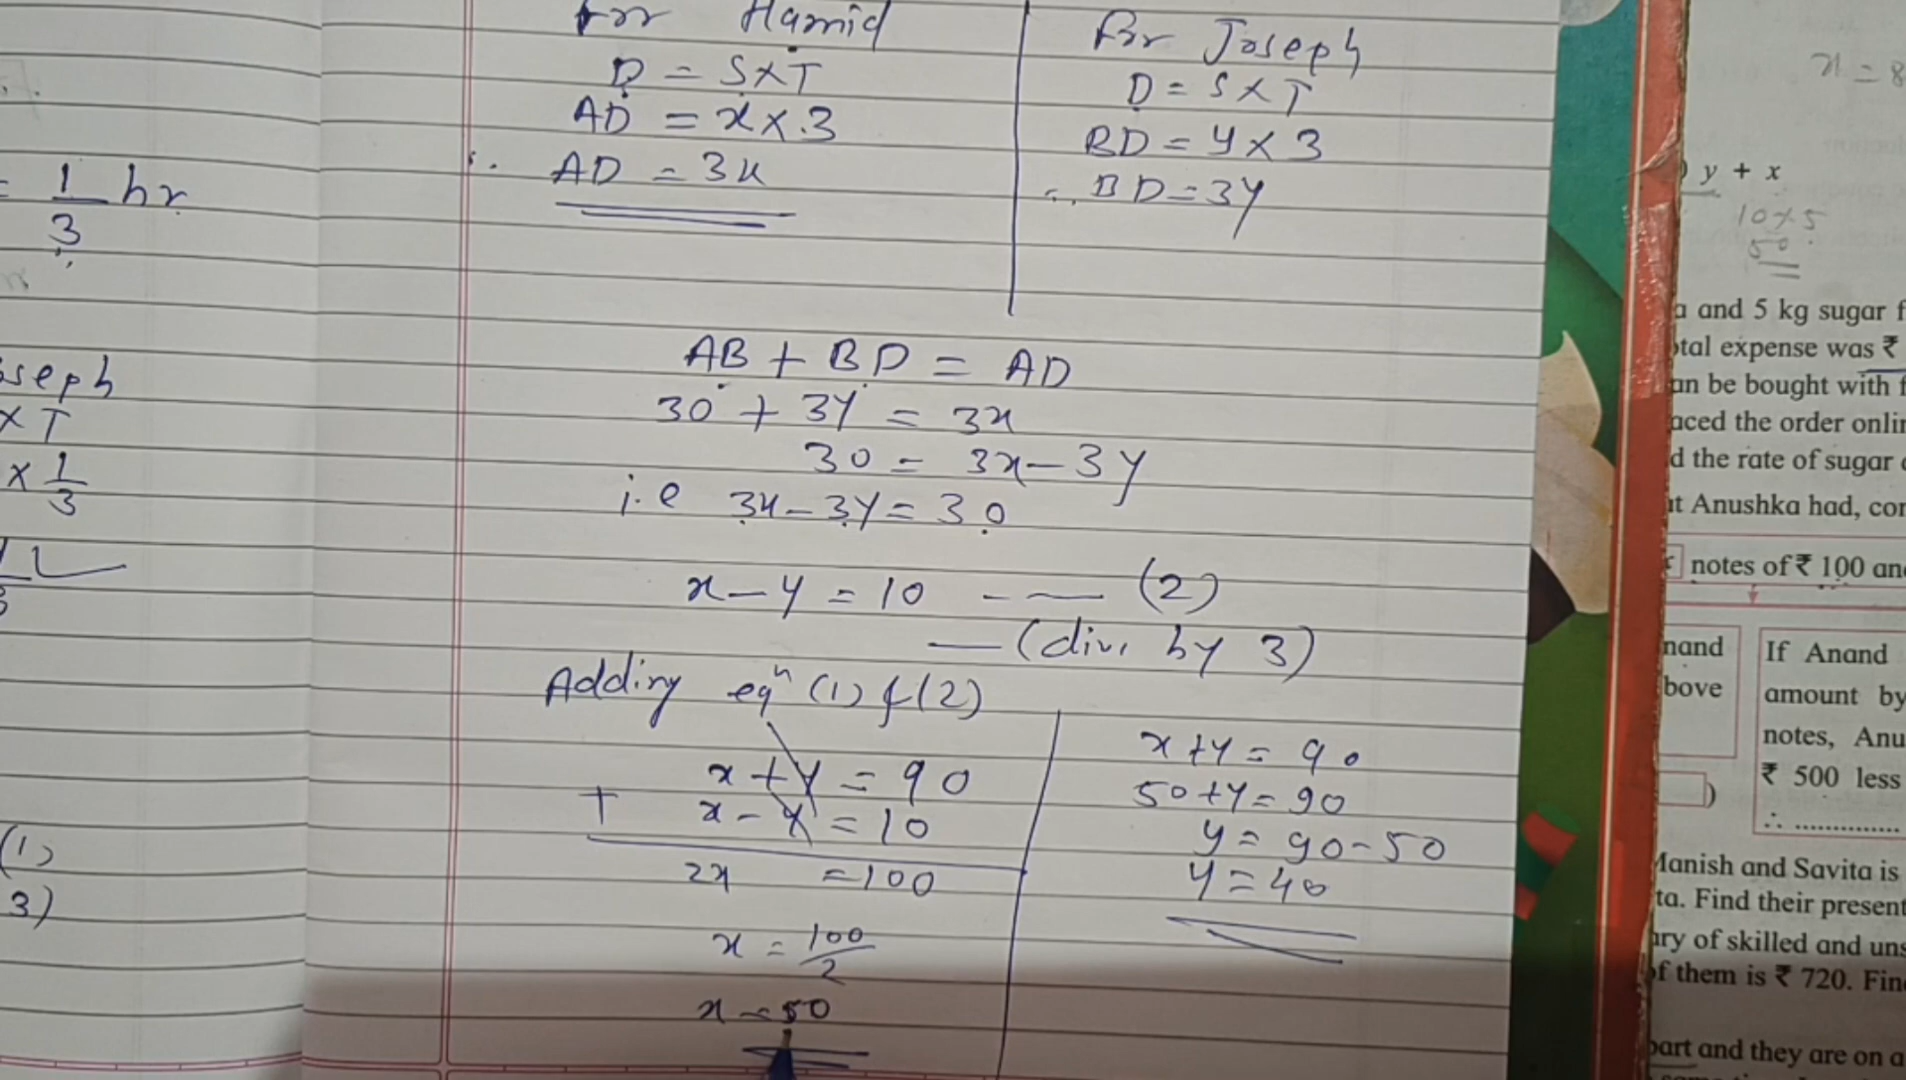 = 1/3 hr
seph
× T
× 1/3
(1)
3)
For Hamid
D = S×T
AD = x × 3
∴ AD = 3x
For Joseph
D = S×T
BD = y × 3
∴ BD = 3y
AB + BD = AD
30 + 3y = 3x
30 = 3x - 3y
i.e 3x - 3y = 30
x - y = 10 --- (2)
— (div. by 3)
Adding eqⁿ (1) & (2)
x + y = 90
+ x - y = 10
2x = 100
x = 100/2
x = 50
x + y = 90
50 + y = 90
y = 90 - 50
y = 40
x = 8
) y + x
10×5
50
a and 5 kg sugar f
tal expense was ₹
an be bought with f
aced the order onlin
d the rate of sugar
at Anushka had, con
notes of ₹ 100 an
nand
bove
)
If Anand
amount by
notes, Anu
₹ 500 less
∴ ..............
Manish and Savita is
ta. Find their present
ary of skilled and uns
f them is ₹ 720. Fin
part and they are on a